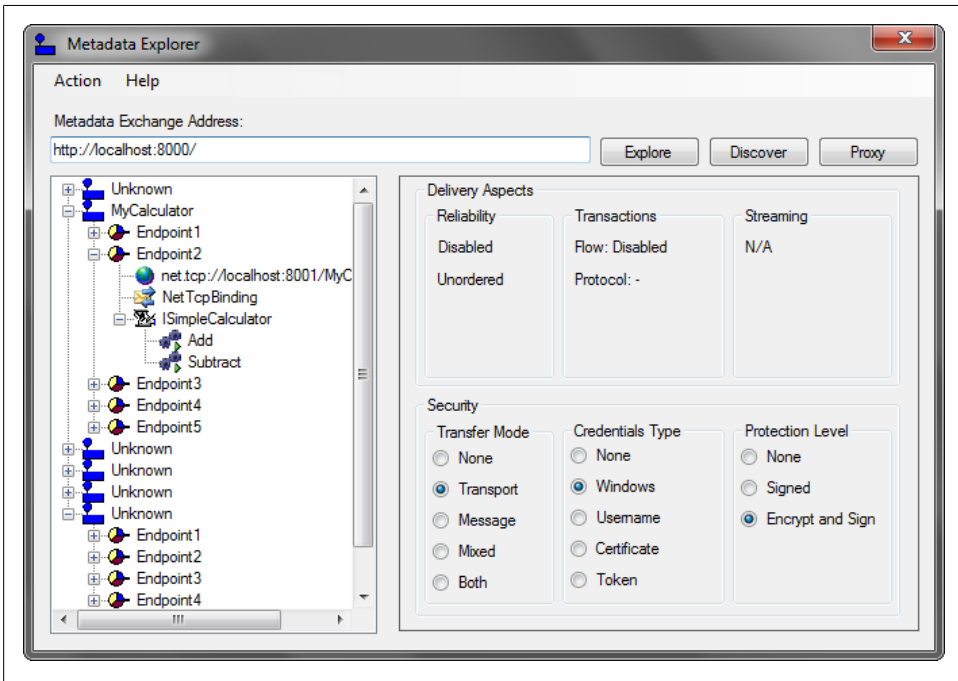 Metadata Explorer
Action Help
Metadata Exchange Address:
http://localhost:8000/
Explore Discover Proxy
Unknown
MyCalculator
Endpoint1
Endpoint2
net.tcp://localhost:8001/MyC
NetTcpBinding
ISimpleCalculator
Add
Subtract
Endpoint3
Endpoint4
Endpoint5
Unknown
Unknown
Unknown
Unknown
Endpoint1
Endpoint2
Endpoint3
Endpoint4
Delivery Aspects
Reliability
Disabled
Unordered
Transactions
Flow: Disabled
Protocol: -
Streaming
N/A
Security
Transfer Mode
None
Transport
Message
Mixed
Both
Credentials Type
None
Windows
Username
Certificate
Token
Protection Level
None
Signed
Encrypt and Sign